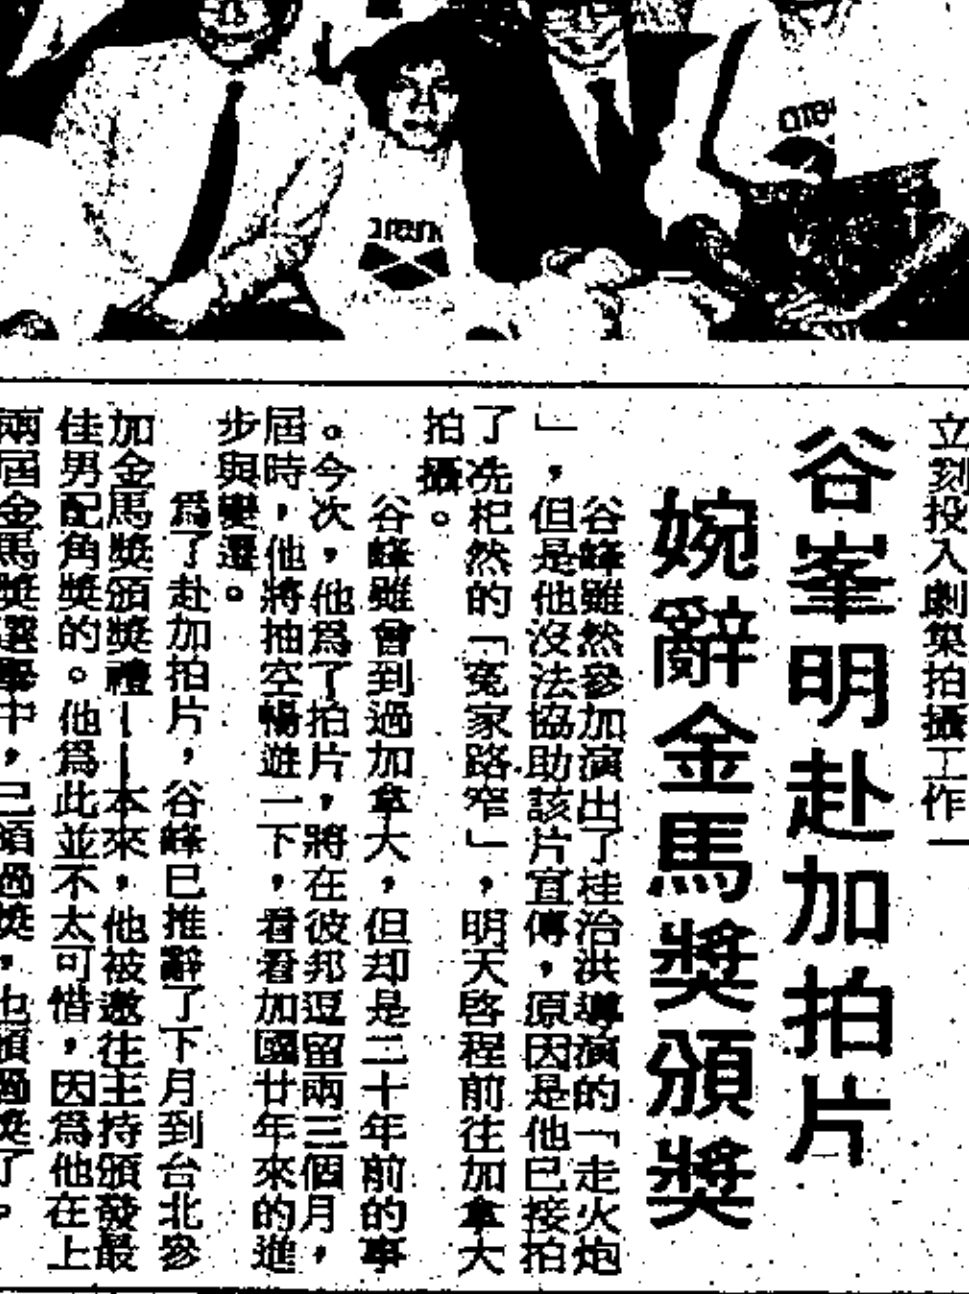 立刻投入劇集拍攝工作一
谷峯明赴加拍片
婉辭金馬獎頒獎
谷峰雖然參加演出了桂治洪導演的「走火炮
」，但是他沒法協助該片宣傳，原因是他已接拍
了冼杞然的「冤家路窄」，明天啓程前往加拿大
拍攝。
谷峰雖曾到過加拿大，但却是二十年前的事
。今次，他爲了拍片，將在彼邦逗留兩三個月，
屆時，他將抽空暢遊一下，看看加國廿年來的進
步與變遷。
爲了赴加拍片，谷峰已推辭了下月到台北參
加金馬獎頒獎禮——本來，他被邀往主持頒發最
佳男配角獎的。他爲此並不太可惜，因爲他在上
兩屆金馬獎選舉中，已頒過獎，也領過獎了。